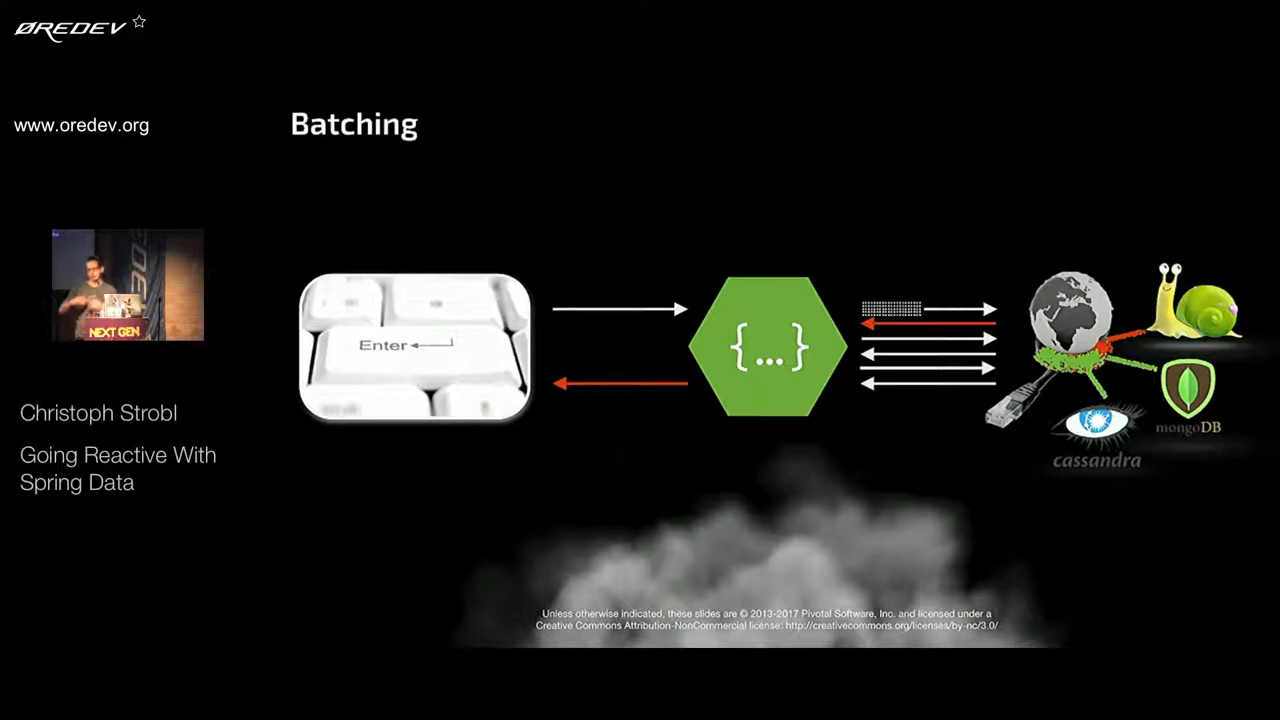 ØREDEV
www.oredev.org
Batching
NEXT GEN
Enter
{...}
mongoDB
cassandra
Christoph Strobl
Going Reactive With
Spring Data
Unless otherwise indicated, these slides are © 2013-2017 Pivotal Software, Inc. and licensed under a
Creative Commons Attribution-NonCommercial license: http://creativecommons.org/licenses/by-nc/3.0/